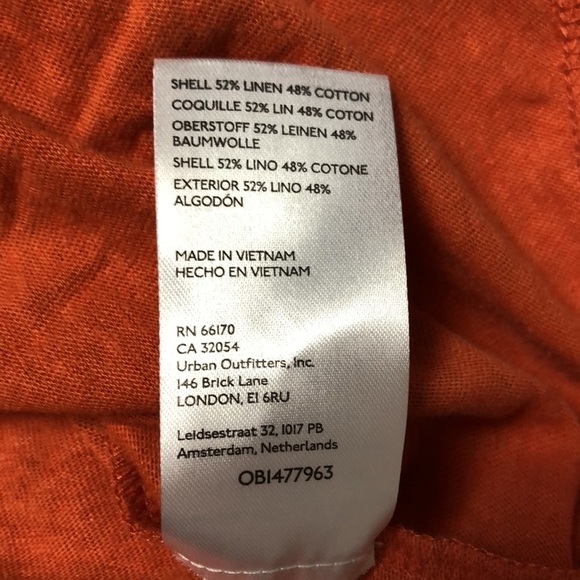 SHELL 52% LINEN 48% COTTON
COQUILLE 52% LIN 48% COTON
OBERSTOFF 52% LEINEN 48%
BAUMWOLLE
SHELL 52% LINO 48% COTONE
EXTERIOR 52% LINO 48%
ALGODÓN
MADE IN VIETNAM
HECHO EN VIETNAM
RN 66170
CA 32054
Urban Outfitters, Inc.
146 Brick Lane
LONDON, E1 6RU
Leidsestraat 32, 1017 PB
Amsterdam, Netherlands
OB1477963